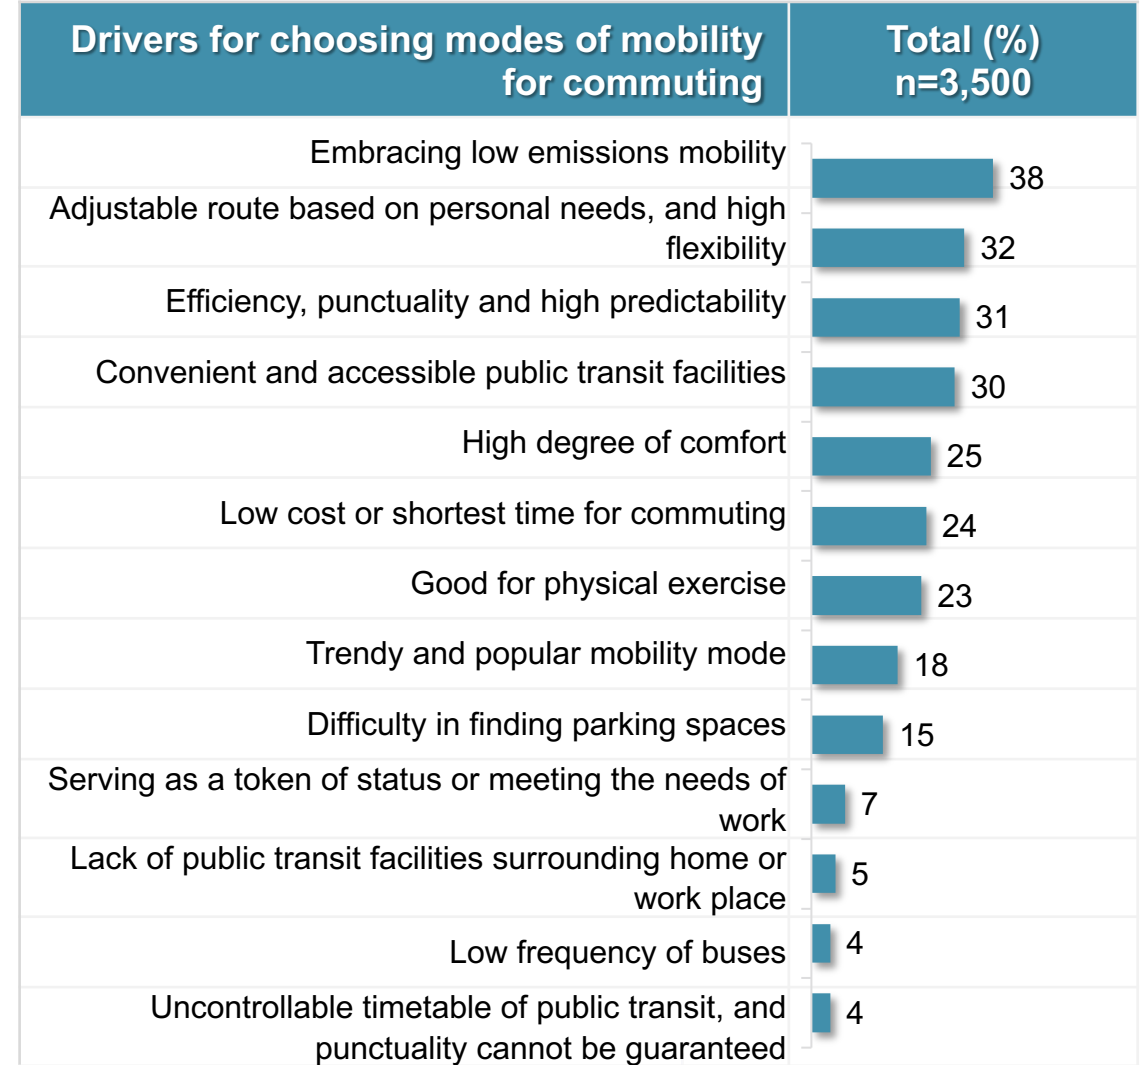 Drivers for choosing modes of mobility
for commuting
Total (%)
n=3,500
Embracing low emissions mobility
38
Adjustable route based on personal needs, and high
flexibility
32
Efficiency, punctuality and high predictability
31
Convenient and accessible public transit facilities
30
High degree of comfort
25
Low cost or shortest time for commuting
24
Good for physical exercise
23
Trendy and popular mobility mode
18
Difficulty in finding parking spaces
15
Serving as a token of status or meeting the needs of
work
7
Lack of public transit facilities surrounding home or
work place
5
Low frequency of buses
4
Uncontrollable timetable of public transit, and
punctuality cannot be guaranteed
4